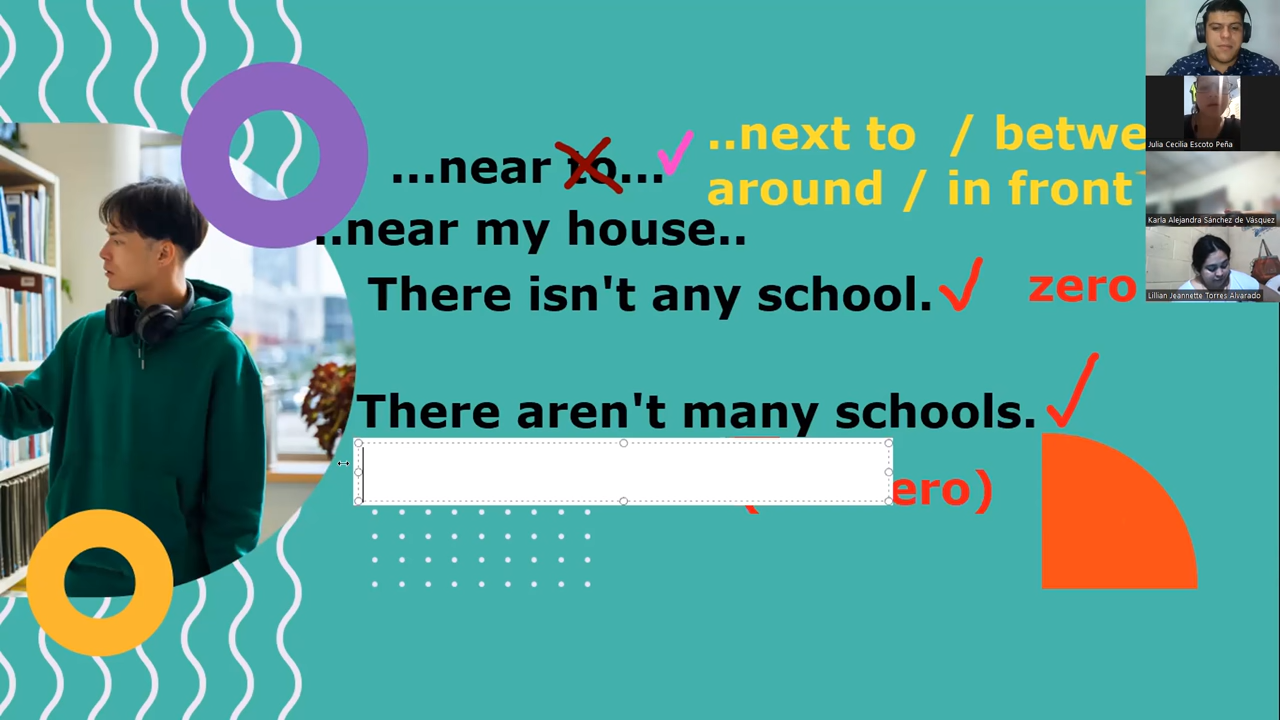 ...near to...
..next to / betwe
around / in front
..near my house..
There isn't any school.
zero
There aren't many schools.
ero)
Julia Cecilia Escoto Peña
Karla Alejandra Sánchez de Vásquez
Lillian Jeannette Torres Alvarado